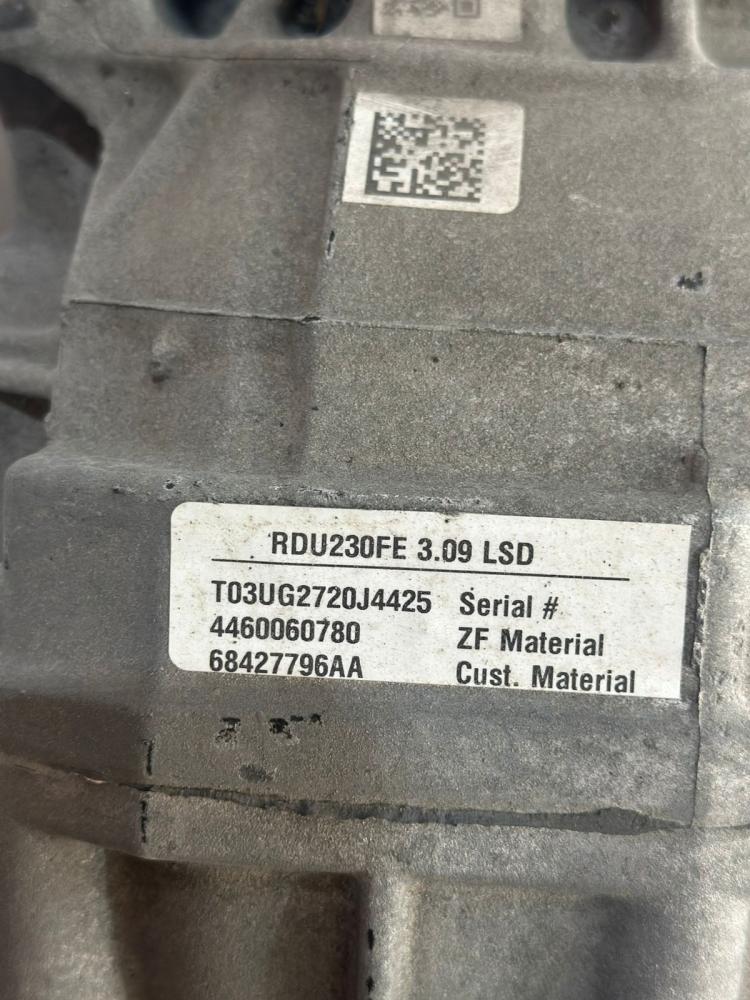 RDU230FE 3.09 LSD
T03UG2720J4425 Serial #
4460060780 ZF Material
68427796AA Cust. Material